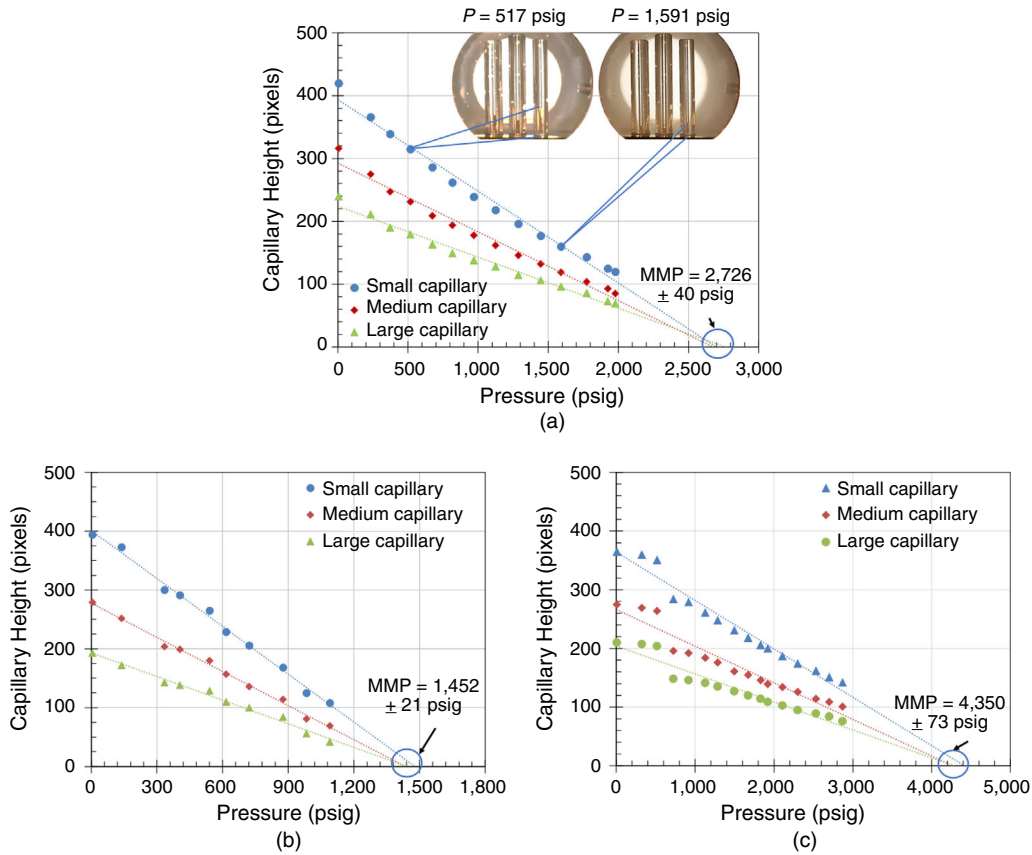 P = 517 psig
P = 1,591 psig
500
400
300
200
100
0
Capillary Height (pixels)
Small capillary
Medium capillary
Large capillary
MMP = 2,726
± 40 psig
0
500
1,000
1,500
2,000
2,500
3,000
Pressure (psig)
(a)
500
400
300
200
100
0
Capillary Height (pixels)
Small capillary
Medium capillary
Large capillary
MMP = 1,452
± 21 psig
0
300
600
900
1,200
1,500
1,800
Pressure (psig)
(b)
500
400
300
200
100
0
Capillary Height (pixels)
Small capillary
Medium capillary
Large capillary
MMP = 4,350
± 73 psig
0
1,000
2,000
3,000
4,000
5,000
Pressure (psig)
(c)